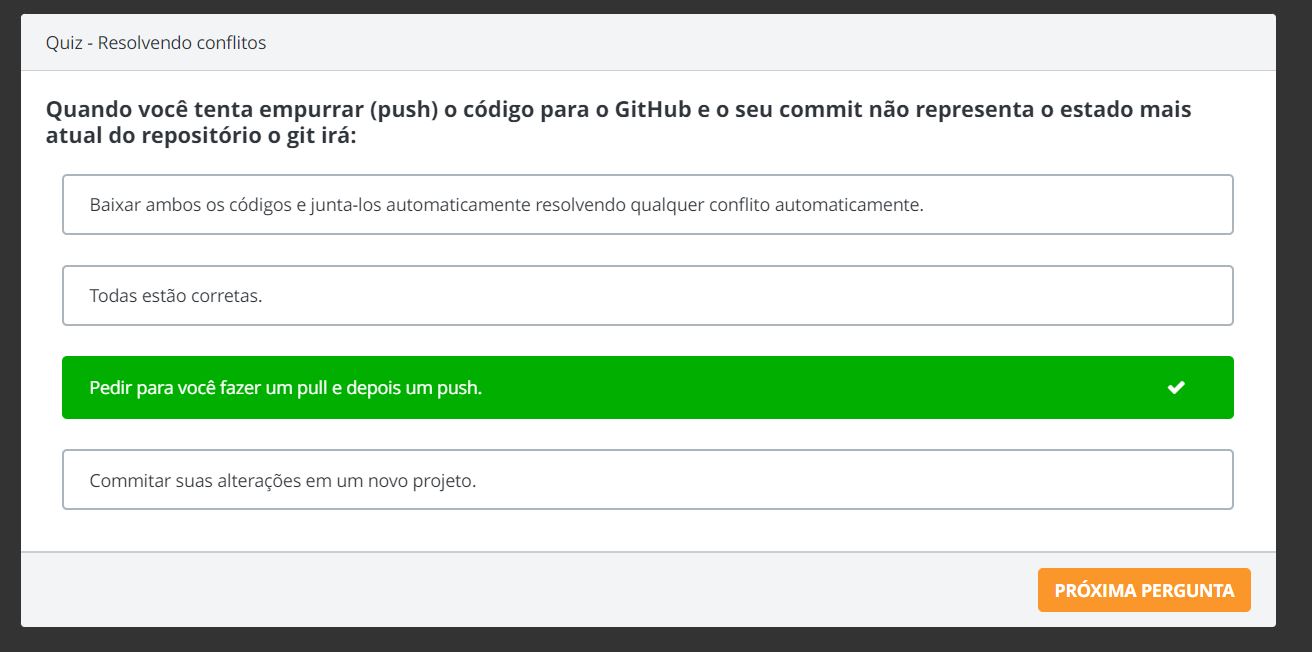 Quiz - Resolvendo conflitos
Quando você tenta empurrar (push) o código para o GitHub e o seu commit não representa o estado mais
atual do repositório o git irá:
Baixar ambos os códigos e junta-los automaticamente resolvendo qualquer conflito automaticamente.
Todas estão corretas.
Pedir para você fazer um pull e depois um push.
Commitar suas alterações em um novo projeto.
PRÓXIMA PERGUNTA